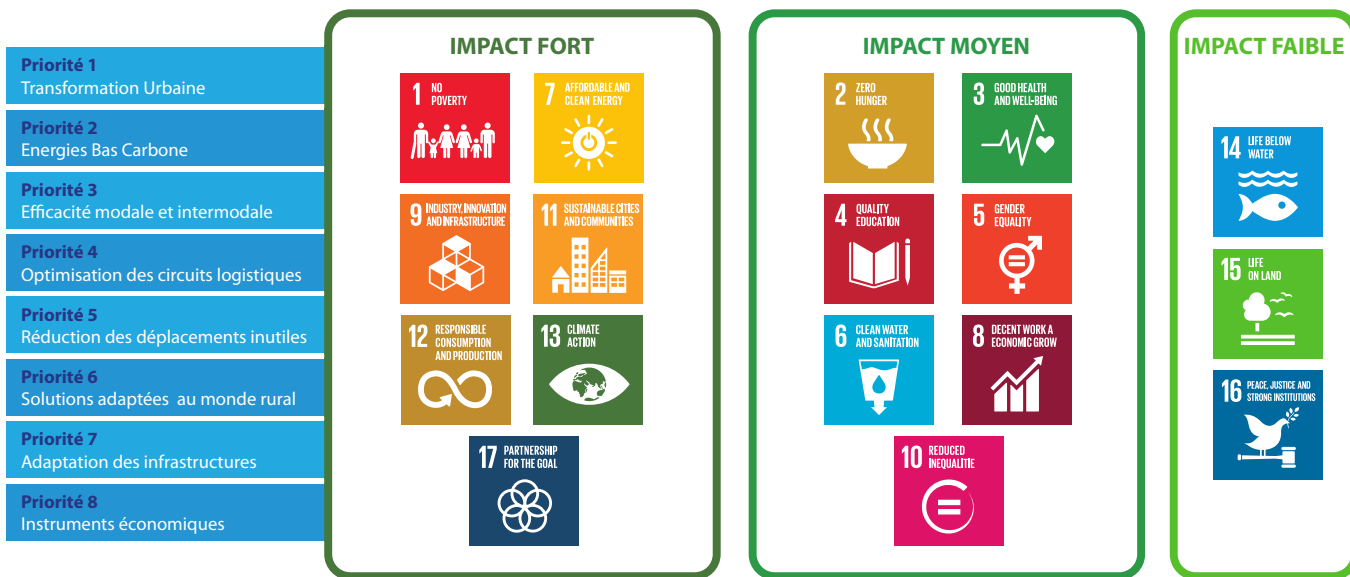 Priorité 1
Transformation Urbaine
Priorité 2
Energies Bas Carbone
Priorité 3
Efficacité modale et intermodale
Priorité 4
Optimisation des circuits logistiques
Priorité 5
Réduction des déplacements inutiles
Priorité 6
Solutions adaptées au monde rural
Priorité 7
Adaptation des infrastructures
Priorité 8
Instruments économiques
IMPACT FORT
1 NO
POVERTY
7 AFFORDABLE AND
CLEAN ENERGY
9 INDUSTRY, INNOVATION
AND INFRASTRUCTURE
11 SUSTAINABLE CITIES
AND COMMUNITIES
12 RESPONSIBLE
CONSUMPTION
AND PRODUCTION
13 CLIMATE
ACTION
17 PARTNERSHIP
FOR THE GOAL
IMPACT MOYEN
2 ZERO
HUNGER
3 GOOD HEALTH
AND WELL-BEING
4 QUALITY
EDUCATION
5 GENDER
EQUALITY
6 CLEAN WATER
AND SANITATION
8 DECENT WORK A
ECONOMIC GROW
10 REDUCED
INEQUALITIE
IMPACT FAIBLE
14 LIFE BELOW
WATER
15 LIFE
ON LAND
16 PEACE, JUSTICE AND
STRONG INSTITUTIONS